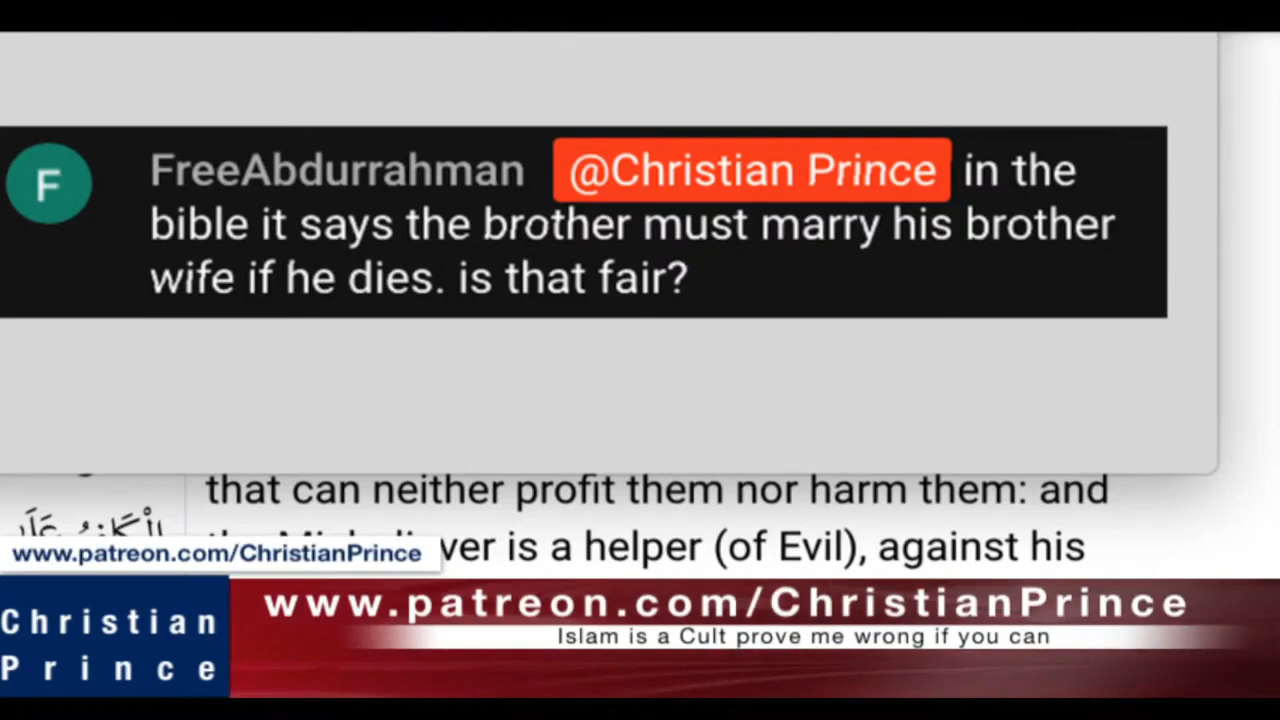 F
FreeAbdurrahman @Christian Prince in the
bible it says the brother must marry his brother
wife if he dies. is that fair?
that can neither profit them nor harm them: and
is a helper (of Evil), against his
www.patreon.com/ChristianPrince
www.patreon.com/ChristianPrince
Islam is a Cult prove me wrong if you can
Christian
Prince